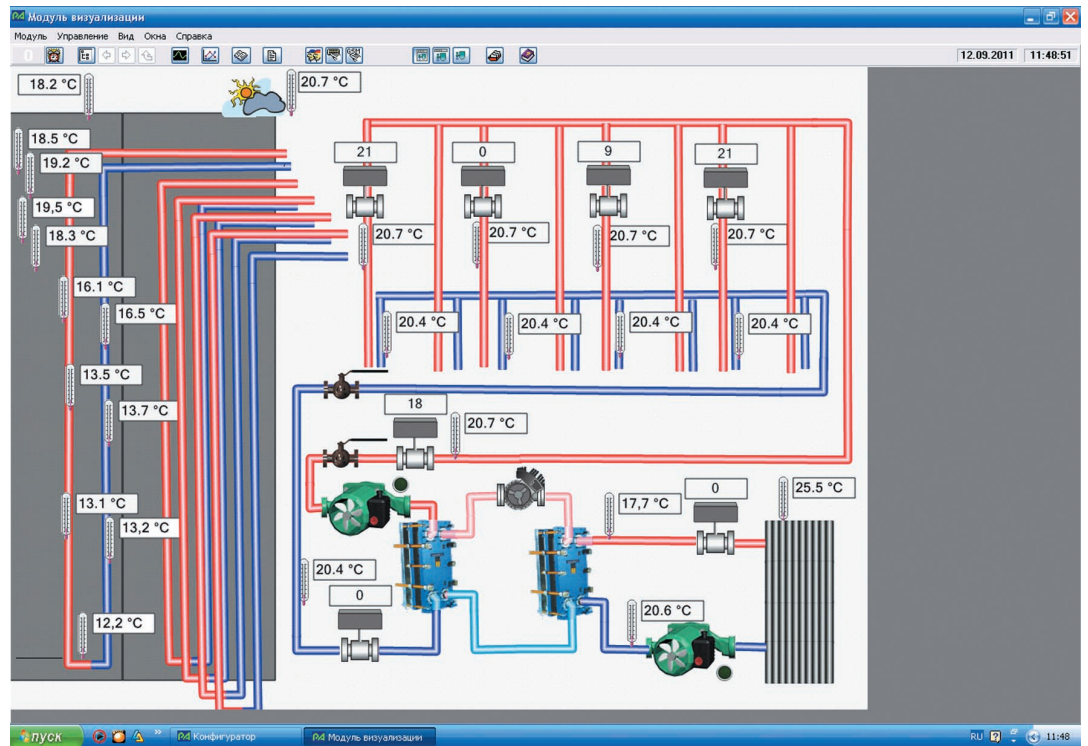 Модуль визуализации
Модуль Управление Вид Окна Справка
12.09.2011 11:48:51
18.2 °C
20.7 °C
18.5 °C
19.2 °C
19,5 °C
18.3 °C
16.1 °C
16.5 °C
13.5 °C
13.7 °C
13.1 °C
13,2 °C
12,2 °C
21
0
9
21
20.7 °C
20.7 °C
20.7 °C
20.7 °C
20.4 °C
20.4 °C
20.4 °C
20.4 °C
18
20.7 °C
17,7 °C
0
25.5 °C
20.4 °C
0
20.6 °C
пуск
Конфигуратор
Модуль визуализации
RU
11:48